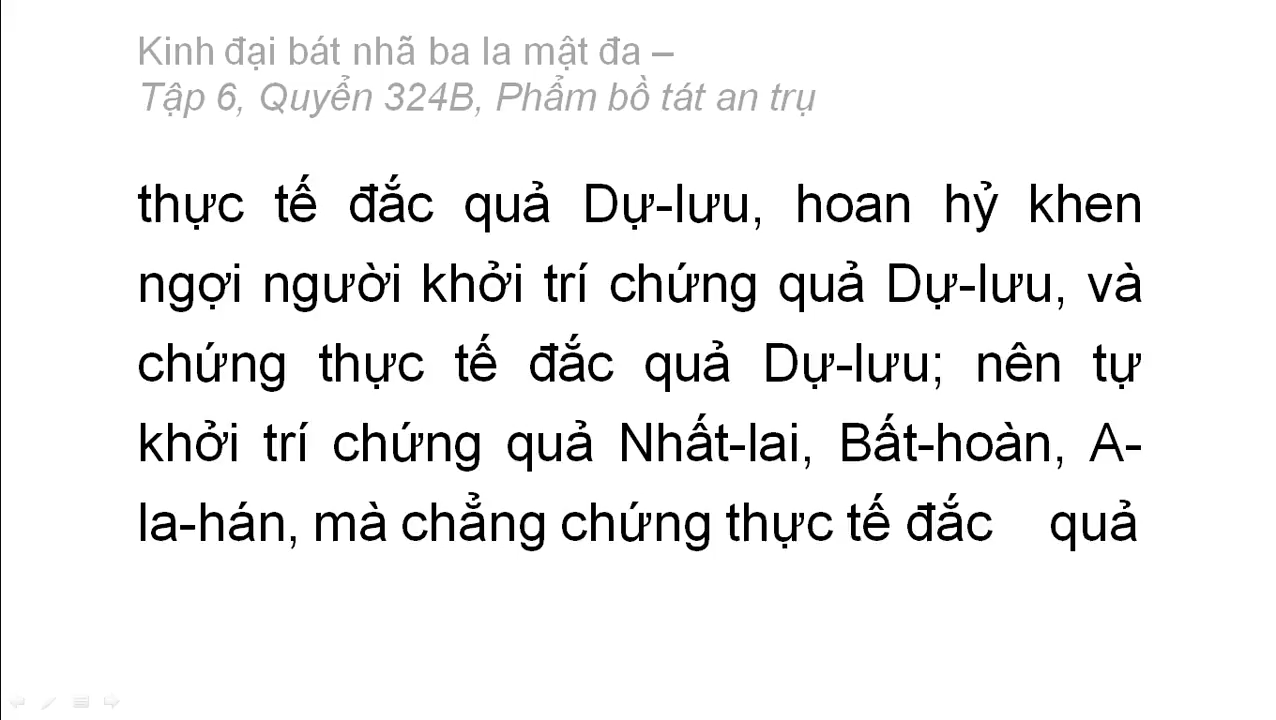 Kinh đại bát nhã ba la mật đa –
Tập 6, Quyển 324B, Phẩm bồ tát an trụ
thực tế đắc quả Dự-lưu, hoan hỷ khen
ngợi người khởi trí chứng quả Dự-lưu, và
chứng thực tế đắc quả Dự-lưu; nên tự
khởi trí chứng quả Nhất-lai, Bất-hoàn, A-
la-hán, mà chẳng chứng thực tế đắc quả